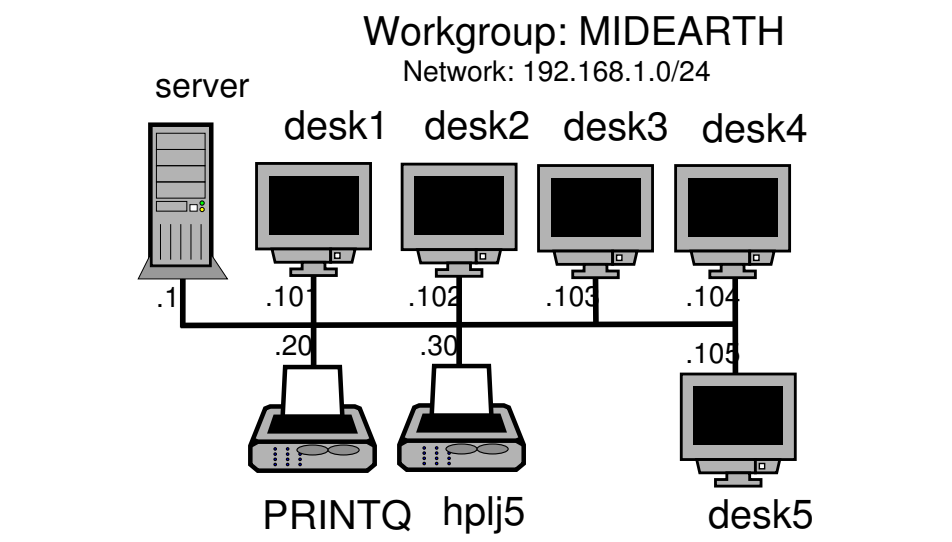 Workgroup: MIDEARTH
Network: 192.168.1.0/24
server
desk1 desk2 desk3 desk4
.1 .101 .102 .103 .104
.20 .30 .105
PRINTQ hplj5 desk5